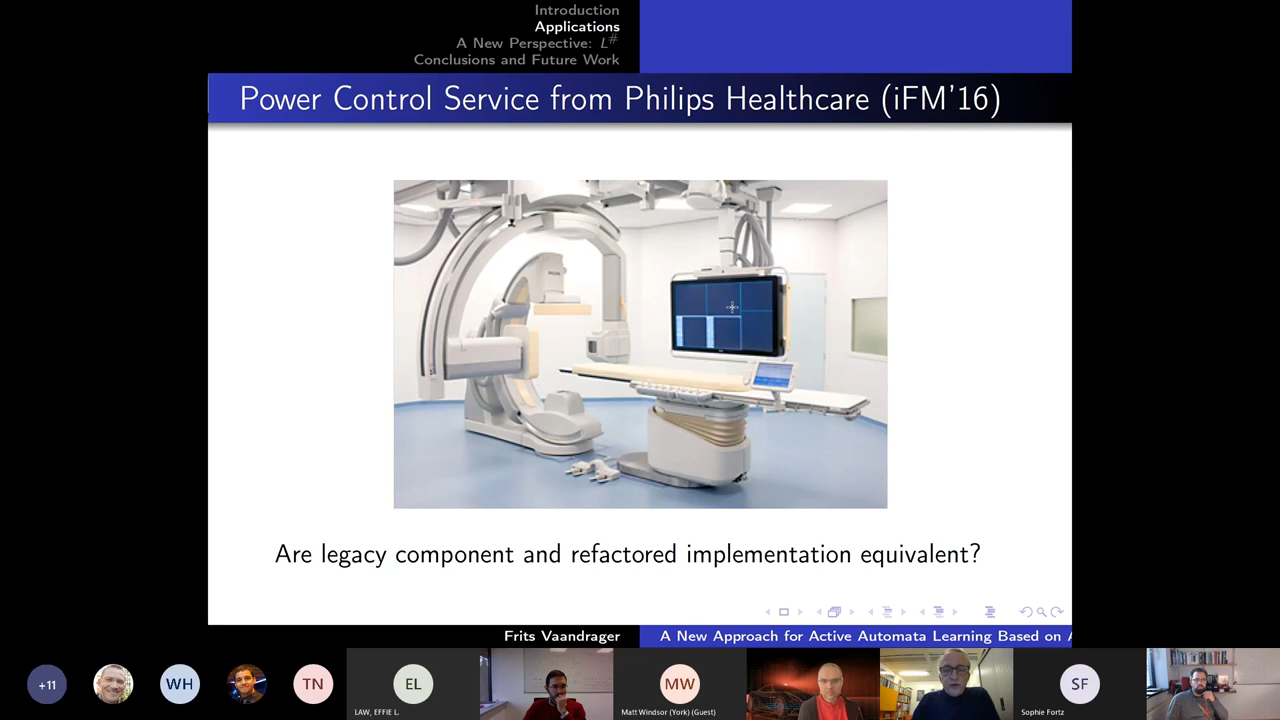 Introduction
Applications
A New Perspective: L#
Conclusions and Future Work
Power Control Service from Philips Healthcare (iFM'16)
Are legacy component and refactored implementation equivalent?
Frits Vaandrager
A New Approach for Active Automata Learning Based on A
+11
WH
TN
EL
LAW, EFFIE L.
MW
Matt Windsor (York) (Guest)
SF
Sophie Fortz